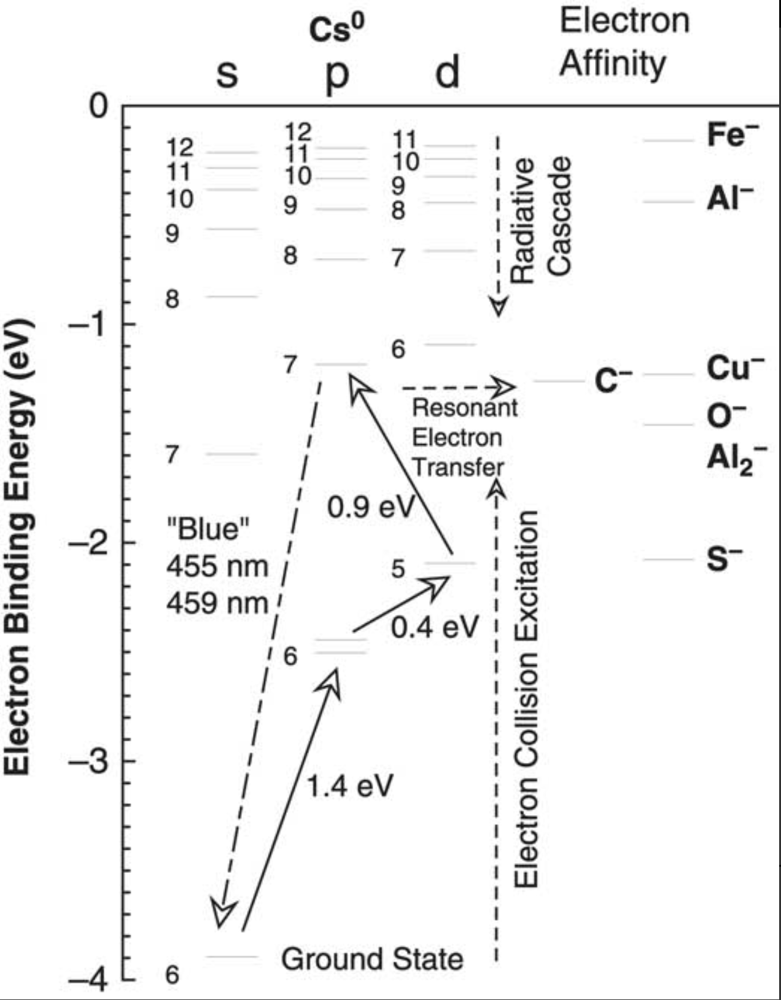 Cs⁰
Electron
Affinity
s p d
0
12
11
10
9
8
7
6
12
11
10
9
8
7
6
11
10
9
8
7
6
5
Radiative
Cascade
Fe⁻
Al⁻
–1
Electron Binding Energy (eV)
C⁻
Cu⁻
O⁻
Al₂⁻
S⁻
Resonant
Electron
Transfer
0.9 eV
"Blue"
455 nm
459 nm
–2
0.4 eV
Electron Collision Excitation
–3
1.4 eV
Ground State
–4